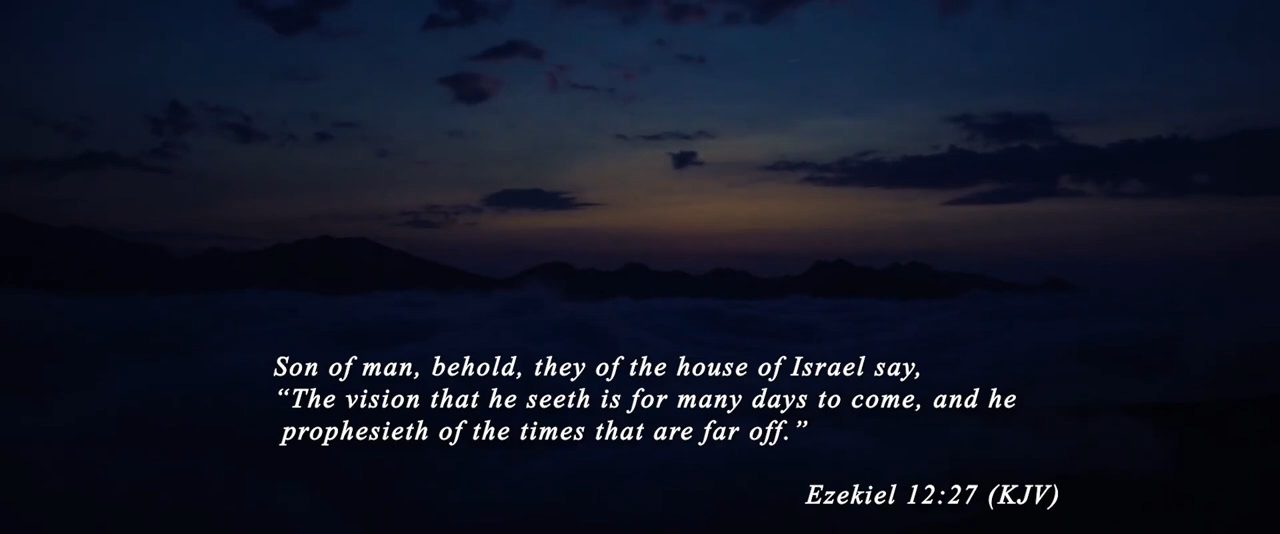 Son of man, behold, they of the house of Israel say,
“The vision that he seeth is for many days to come, and he
prophesieth of the times that are far off.”
Ezekiel 12:27 (KJV)